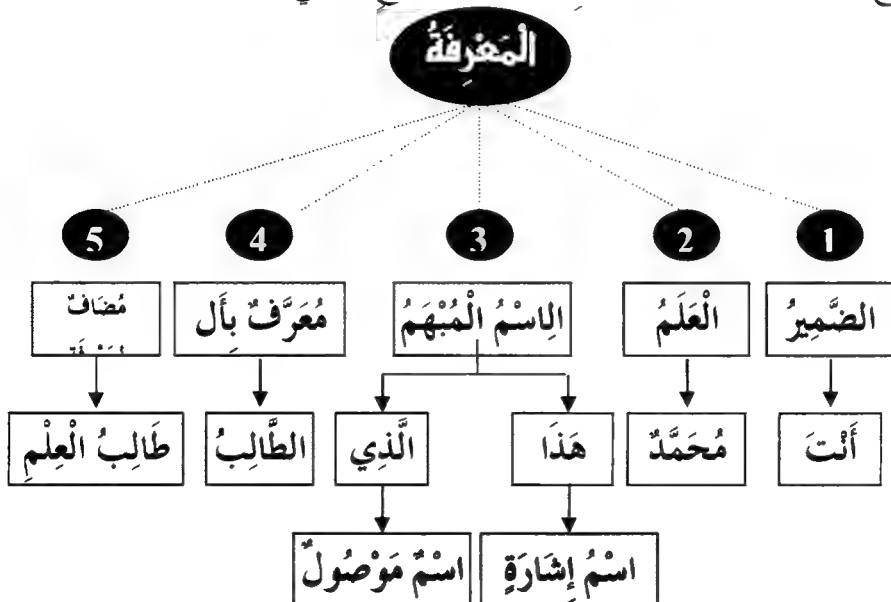 الْمَعْرِفَةُ
1 2 3 4 5
الضَّمِيرُ الْعَلَمُ الِاسْمُ الْمُبْهَمُ مُعَرَّفٌ بِأَل مُضَافٌ
أَنْتَ مُحَمَّدٌ هَذَا الَّذِي الطَّالِبُ طَالِبُ الْعِلْمِ
اسْمُ إِشَارَةٍ اسْمٌ مَوْصُولٌ